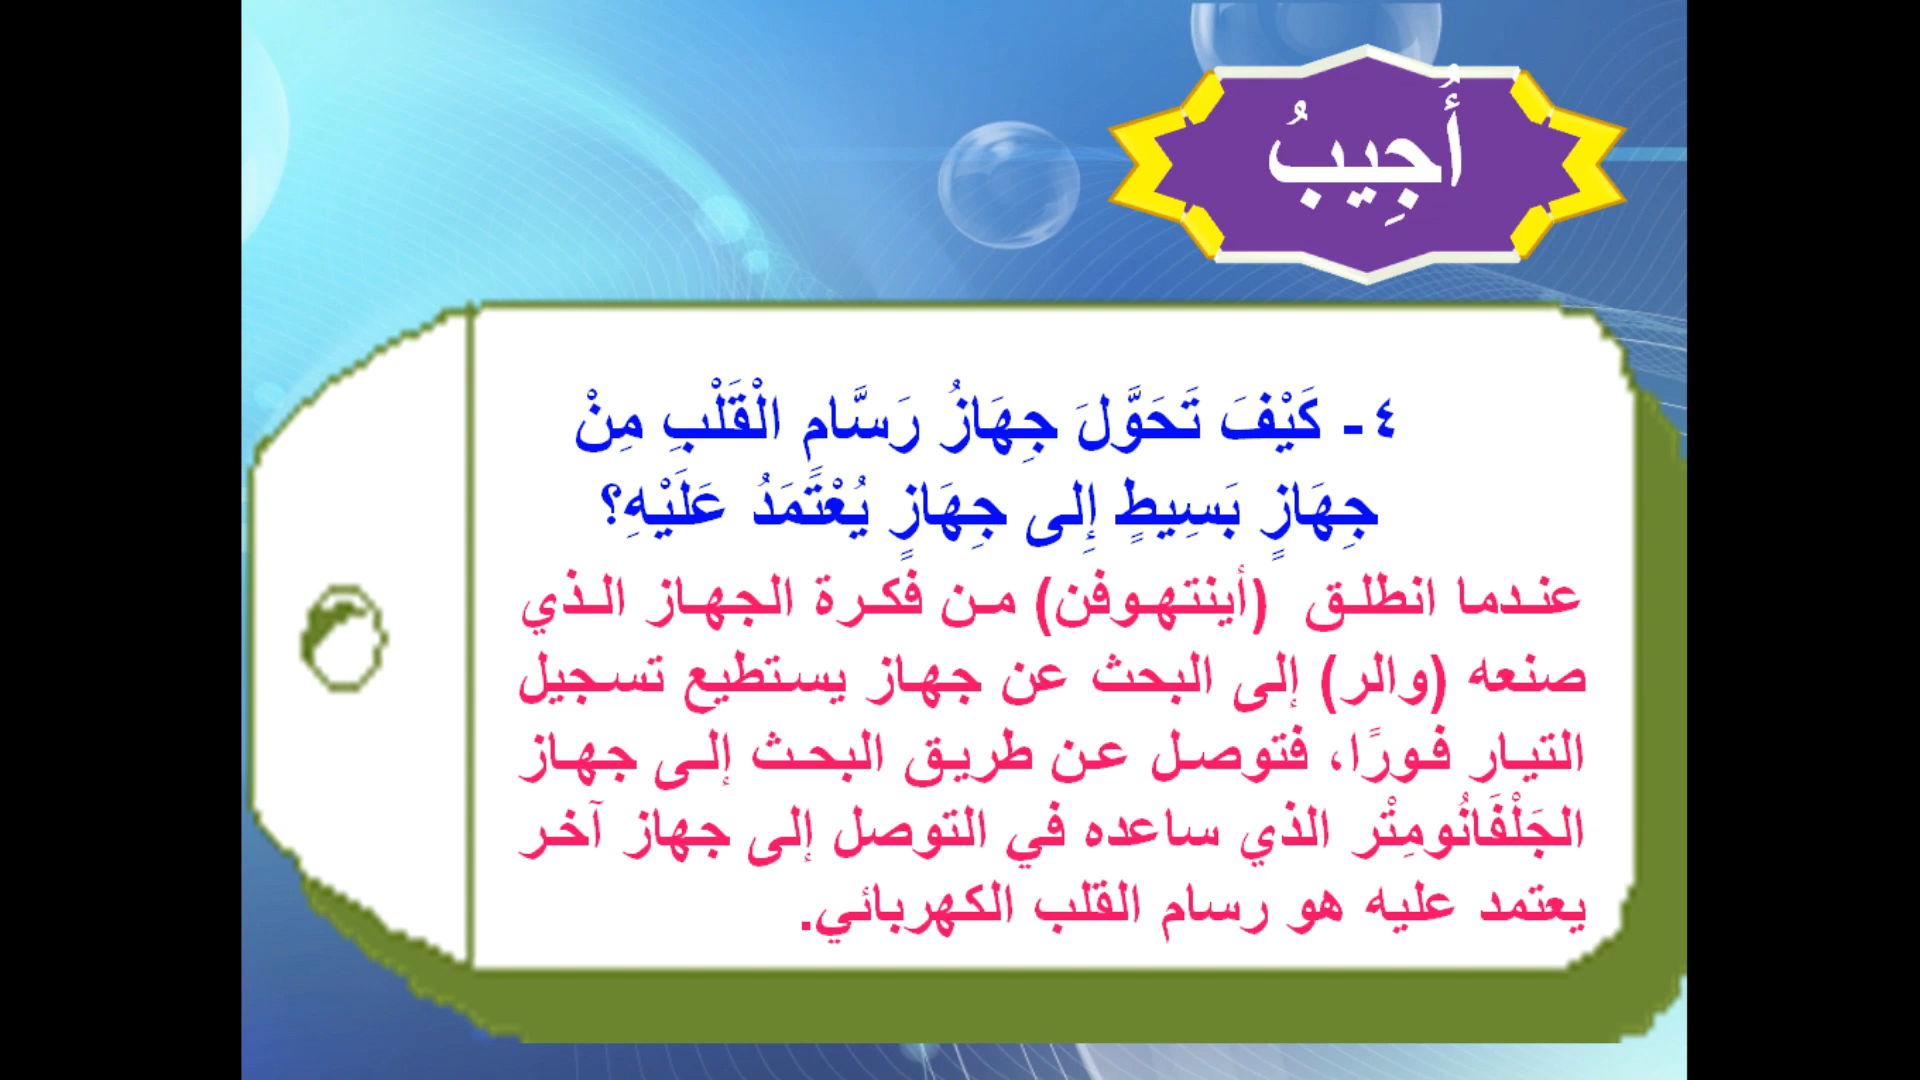 أُجِيبُ
٤- كَيْفَ تَحَوَّلَ جِهَازُ رَسَّامِ الْقَلْبِ مِنْ
جِهَازٍ بَسِيطٍ إِلى جِهَازٍ يُعْتَمَدُ عَلَيْهِ؟
عندما انطلق (أينتهوفن) من فكرة الجهاز الذي
صنعه (والر) إلى البحث عن جهاز يستطيع تسجيل
التيار فورًا، فتوصل عن طريق البحث إلى جهاز
الجَلْفَانُومِتْر الذي ساعده في التوصل إلى جهاز آخر
يعتمد عليه هو رسام القلب الكهربائي.